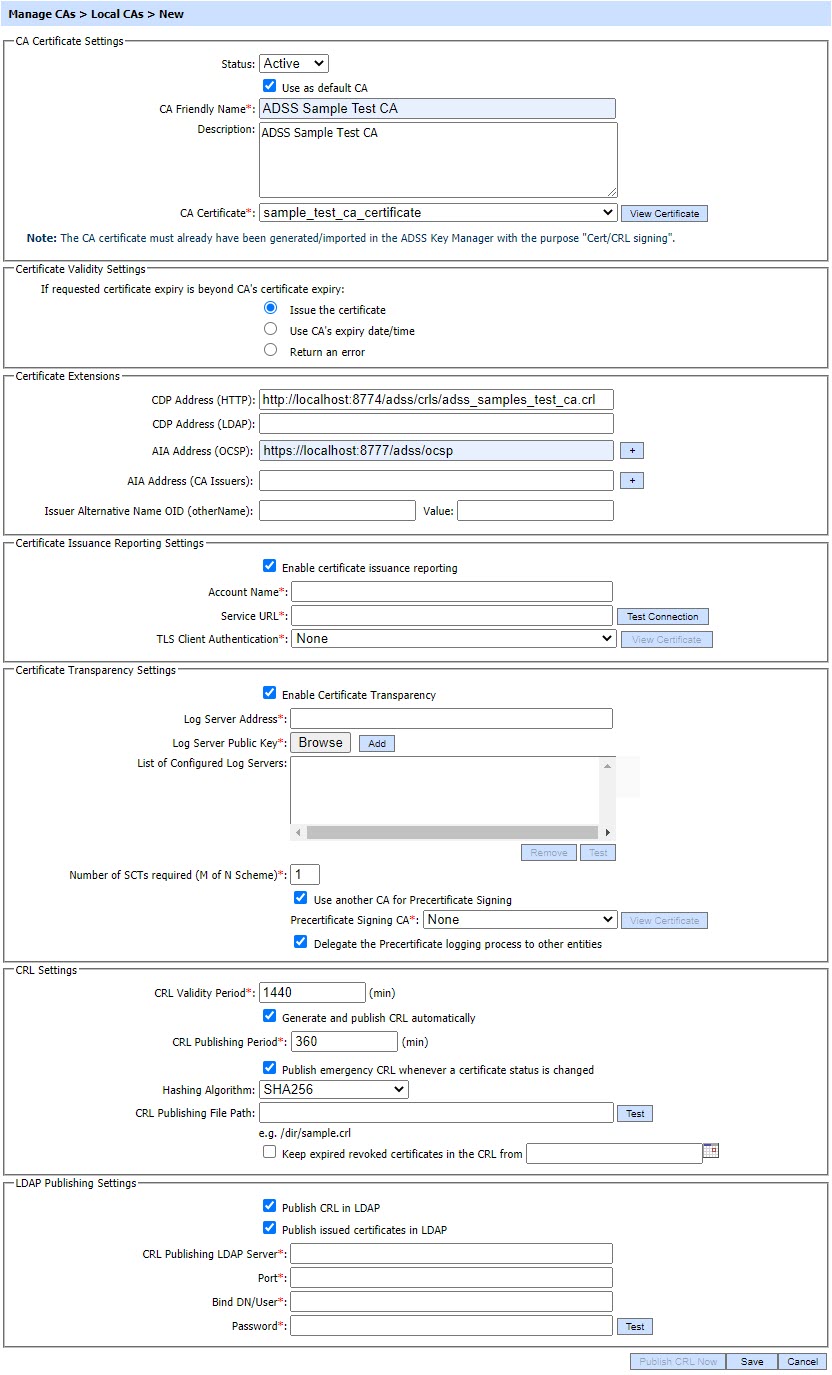 Manage CAs > Local CAs > New
CA Certificate Settings
Status: Active
Use as default CA
CA Friendly Name*: ADSS Sample Test CA
Description: ADSS Sample Test CA
CA Certificate*: sample_test_ca_certificate View Certificate
Note: The CA certificate must already have been generated/imported in the ADSS Key Manager with the purpose "Cert/CRL signing".
Certificate Validity Settings
If requested certificate expiry is beyond CA's certificate expiry:
Issue the certificate
Use CA's expiry date/time
Return an error
Certificate Extensions
CDP Address (HTTP): http://localhost:8774/adss/crls/adss_samples_test_ca.crl
CDP Address (LDAP):
AIA Address (OCSP): https://localhost:8777/adss/ocsp +
AIA Address (CA Issuers): +
Issuer Alternative Name OID (otherName): Value:
Certificate Issuance Reporting Settings
Enable certificate issuance reporting
Account Name*:
Service URL*: Test Connection
TLS Client Authentication*: None View Certificate
Certificate Transparency Settings
Enable Certificate Transparency
Log Server Address*:
Log Server Public Key*: Browse Add
List of Configured Log Servers:
Remove Test
Number of SCTs required (M of N Scheme)*: 1
Use another CA for Precertificate Signing
Precertificate Signing CA*: None View Certificate
Delegate the Precertificate logging process to other entities
CRL Settings
CRL Validity Period*: 1440 (min)
Generate and publish CRL automatically
CRL Publishing Period*: 360 (min)
Publish emergency CRL whenever a certificate status is changed
Hashing Algorithm: SHA256
CRL Publishing File Path: Test
e.g. /dir/sample.crl
Keep expired revoked certificates in the CRL from
LDAP Publishing Settings
Publish CRL in LDAP
Publish issued certificates in LDAP
CRL Publishing LDAP Server*:
Port*:
Bind DN/User*:
Password*: Test
Publish CRL Now Save Cancel